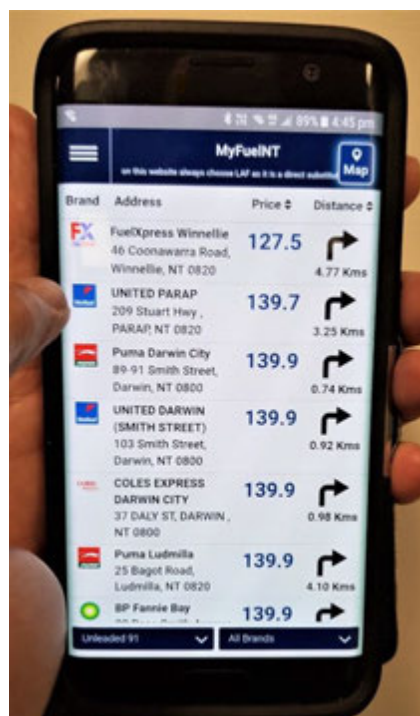 89% 4:45 pm
MyFuelNT
on this website always choose LAF as it is a direct
Map
Brand Address Price Distance
FX
FuelXpress Winnellie
46 Coonawarra Road,
Winnellie, NT 0820
127.5
4.77 Kms
UNITED PARAP
209 Stuart Hwy ,
PARAP, NT 0820
139.7
3.25 Kms
Puma Darwin City
89-91 Smith Street,
Darwin, NT 0800
139.9
0.74 Kms
UNITED DARWIN
(SMITH STREET)
103 Smith Street,
Darwin, NT 0800
139.9
0.92 Kms
COLES EXPRESS
DARWIN CITY
37 DALY ST, DARWIN ,
NT 0800
139.9
0.98 Kms
Puma Ludmilla
25 Bagot Road,
Ludmilla, NT 0820
139.9
4.10 Kms
BP Fannie Bay
139.9
Unleaded 91
All Brands